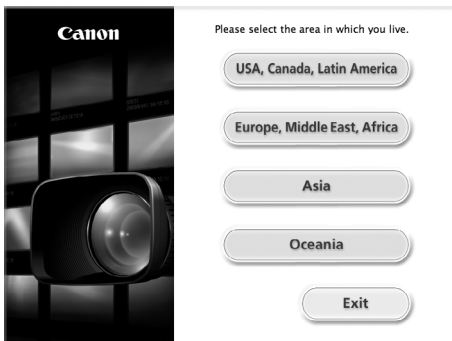 Canon
Please select the area in which you live.
USA, Canada, Latin America
Europe, Middle East, Africa
Asia
Oceania
Exit